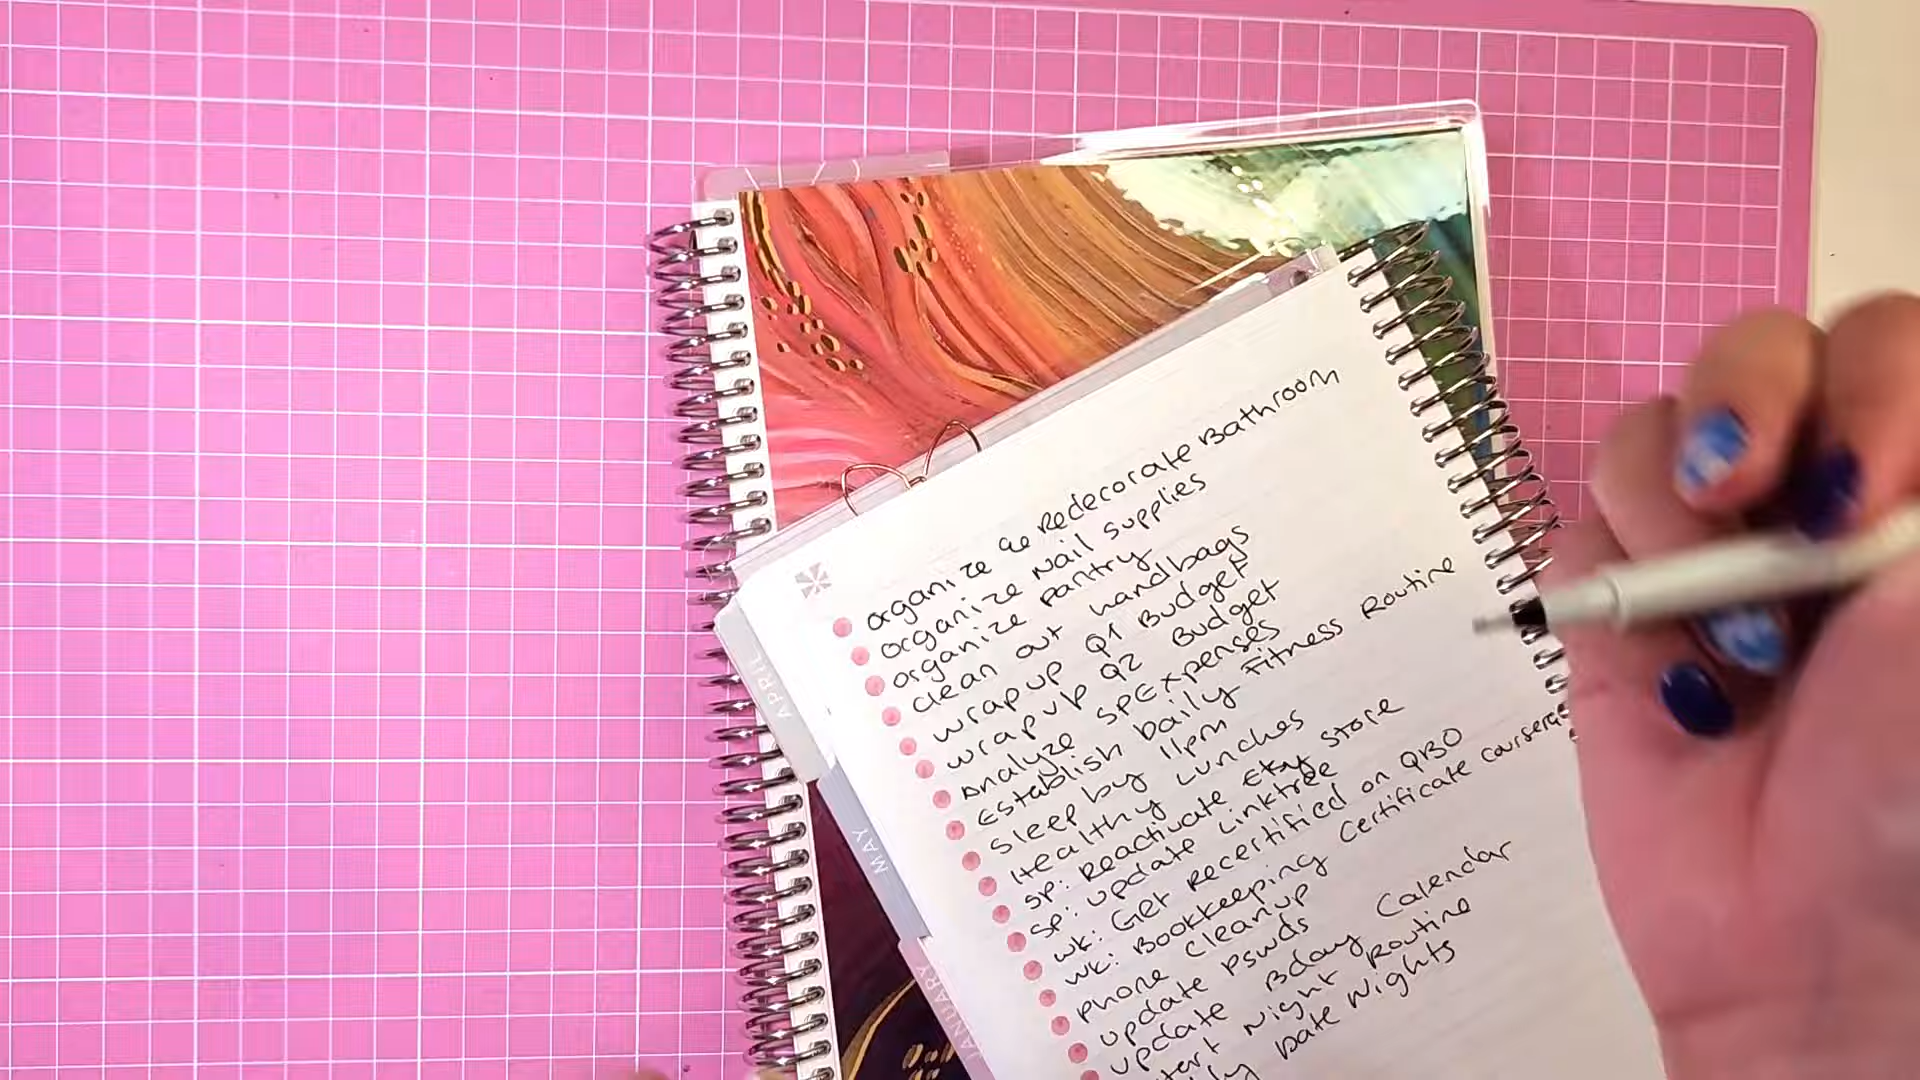 organize & Redecorate Bathroom
organize Nail supplies
organize pantry
clean out handbags
wrap up Q1 Budget
wrap up Q2 Budget
Analyze SPExpenses
Establish Daily Fitness Routine
Sleep by 11pm
Healthy Lunches
SP: Reactivate Etsy Store
SP: update Linktree
WK: Get Recertified on QBO
WK: Bookkeeping Certificate coursera
Phone cleanup
update pswds
update Bday Calendar
Night Routine
Date Nights
APRIL
MAY
JANUARY